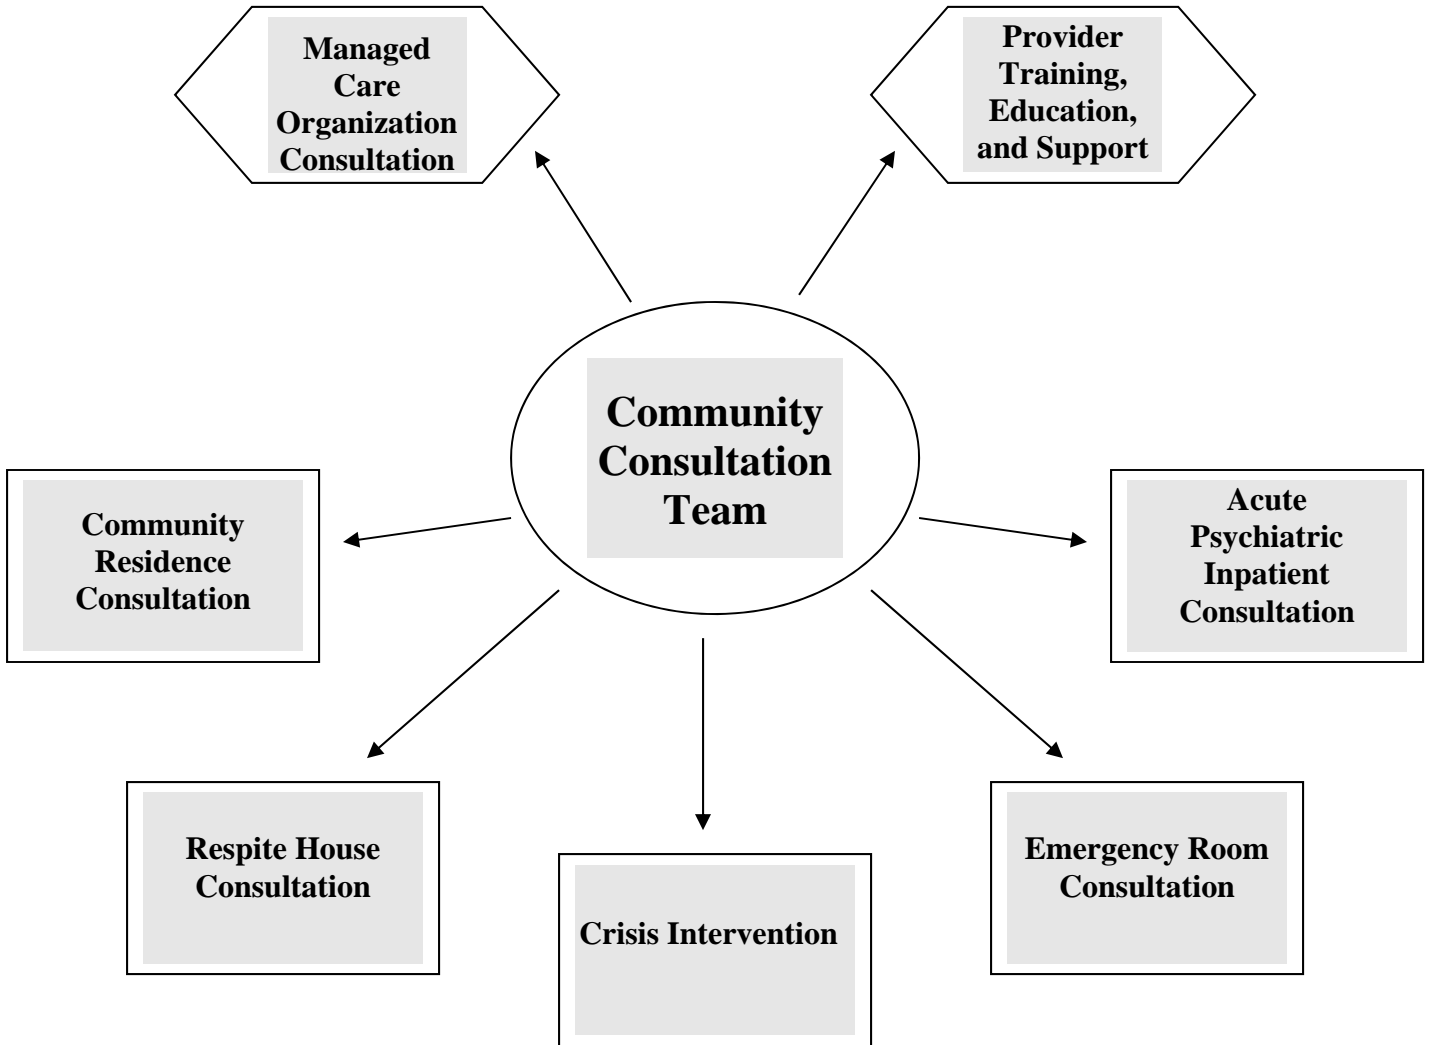 Managed
Care
Organization
Consultation
Provider
Training,
Education,
and Support
Community
Consultation
Team
Community
Residence
Consultation
Acute
Psychiatric
Inpatient
Consultation
Respite House
Consultation
Crisis Intervention
Emergency Room
Consultation